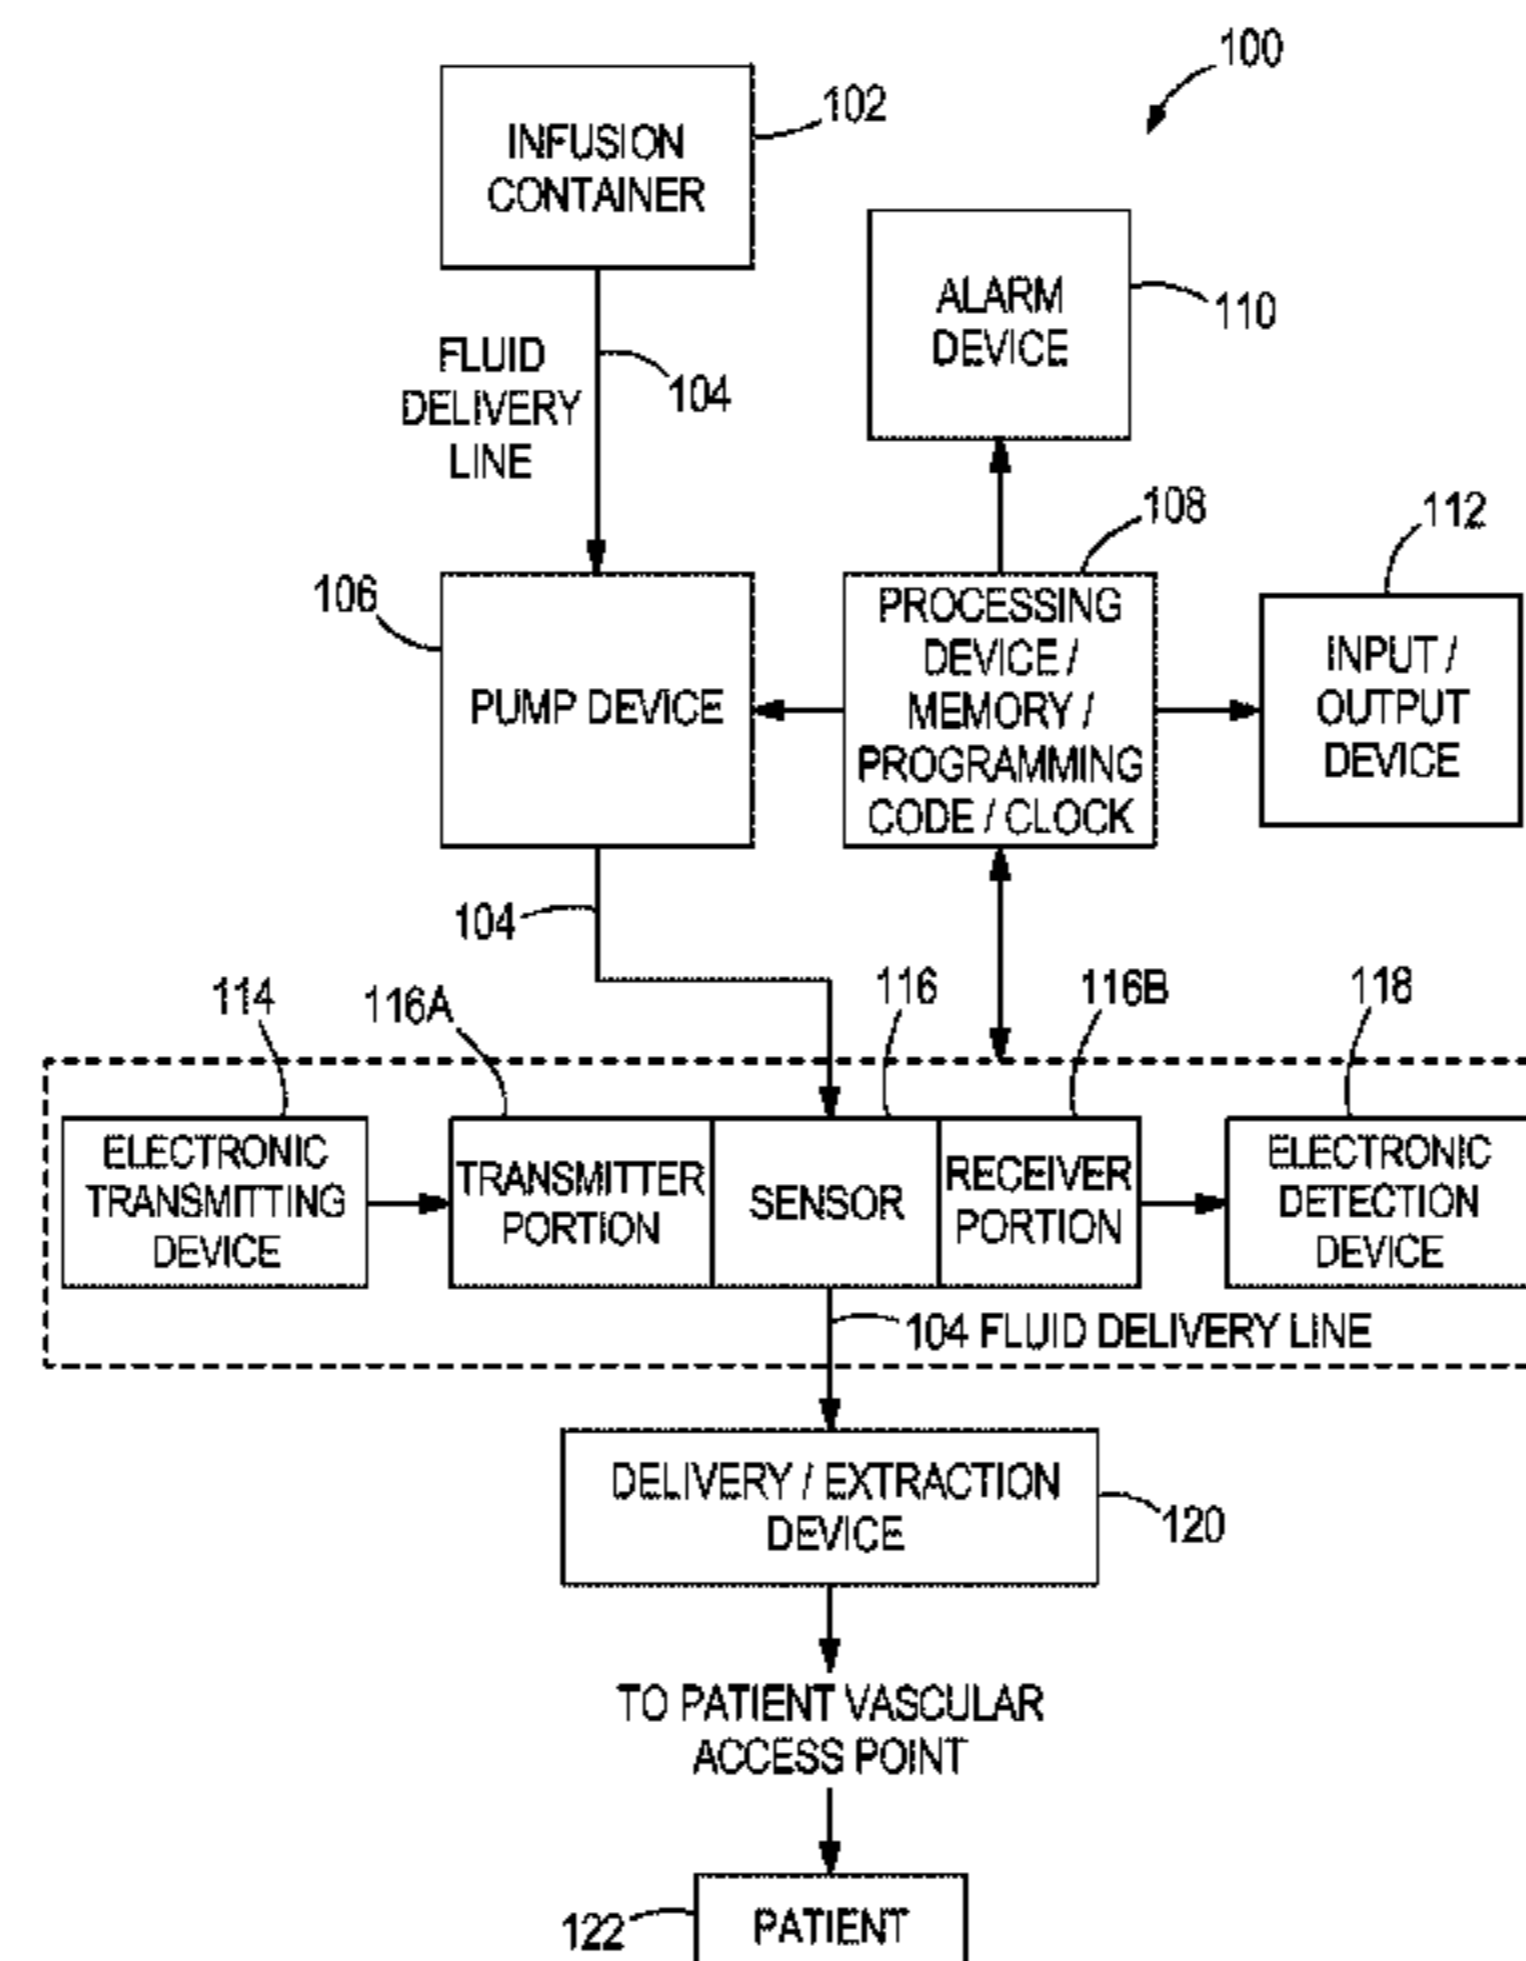 100
102
INFUSION
CONTAINER
ALARM
DEVICE
110
FLUID
DELIVERY
LINE
104
108
112
106
PUMP DEVICE
PROCESSING
DEVICE /
MEMORY /
PROGRAMMING
CODE / CLOCK
INPUT /
OUTPUT
DEVICE
104
114
116A
116
116B
118
ELECTRONIC
TRANSMITTING
DEVICE
TRANSMITTER
PORTION
SENSOR
RECEIVER
PORTION
ELECTRONIC
DETECTION
DEVICE
104 FLUID DELIVERY LINE
DELIVERY / EXTRACTION
DEVICE
120
TO PATIENT VASCULAR
ACCESS POINT
122
PATIENT